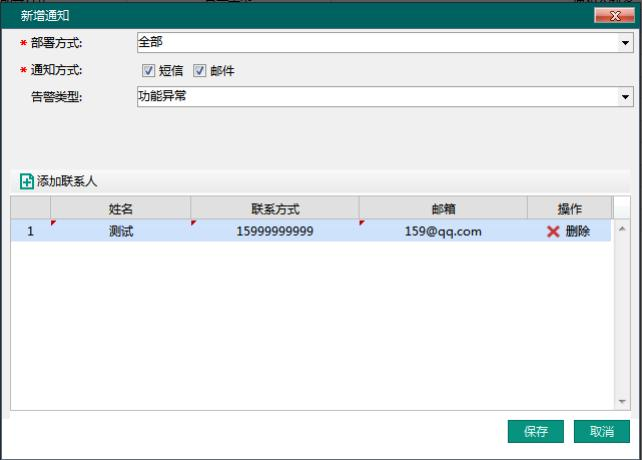 新增通知
* 部署方式: 全部
* 通知方式: 短信 邮件
告警类型: 功能异常
添加联系人
姓名 联系方式 邮箱 操作
1 测试 15999999999 159@qq.com 删除
保存 取消